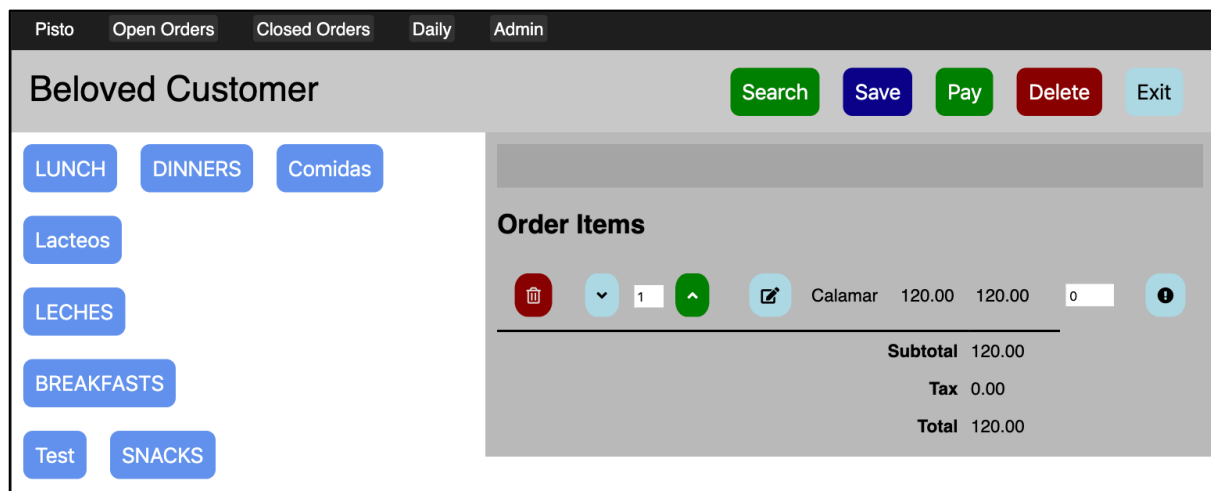 Pisto Open Orders Closed Orders Daily Admin
Beloved Customer
Search Save Pay Delete Exit
LUNCH DINNERS Comidas
Lacteos
LECHES
BREAKFASTS
Test SNACKS
Order Items
1 Calamar 120.00 120.00 0
Subtotal 120.00
Tax 0.00
Total 120.00